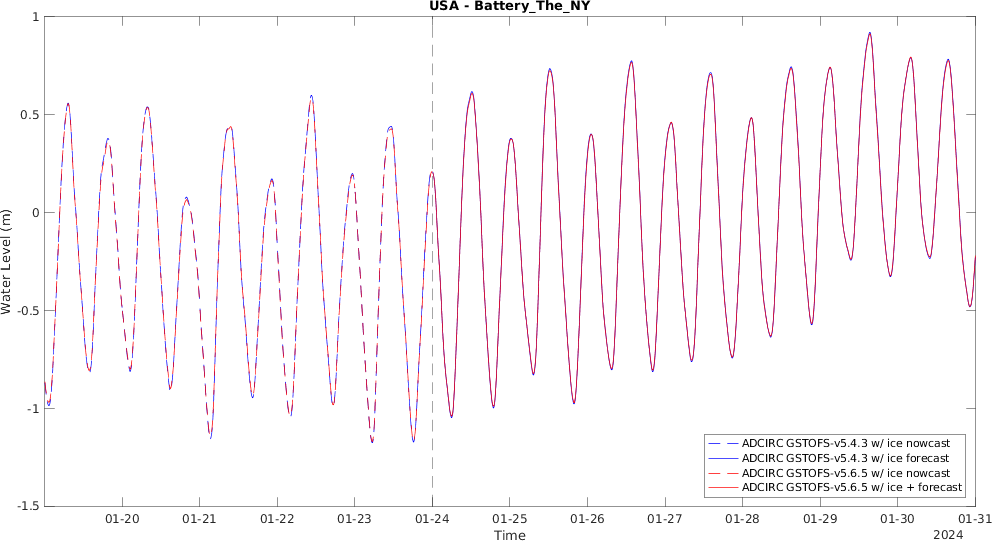 USA - Battery_The_NY
1
0.5
0
-0.5
-1
-1.5
Water Level (m)
ADCIRC GSTOFS-v5.4.3 w/ ice nowcast
ADCIRC GSTOFS-v5.4.3 w/ ice forecast
ADCIRC GSTOFS-v5.6.5 w/ ice nowcast
ADCIRC GSTOFS-v5.6.5 w/ ice + forecast
01-20 01-21 01-22 01-23 01-24 01-25 01-26 01-27 01-28 01-29 01-30 01-31
Time
2024